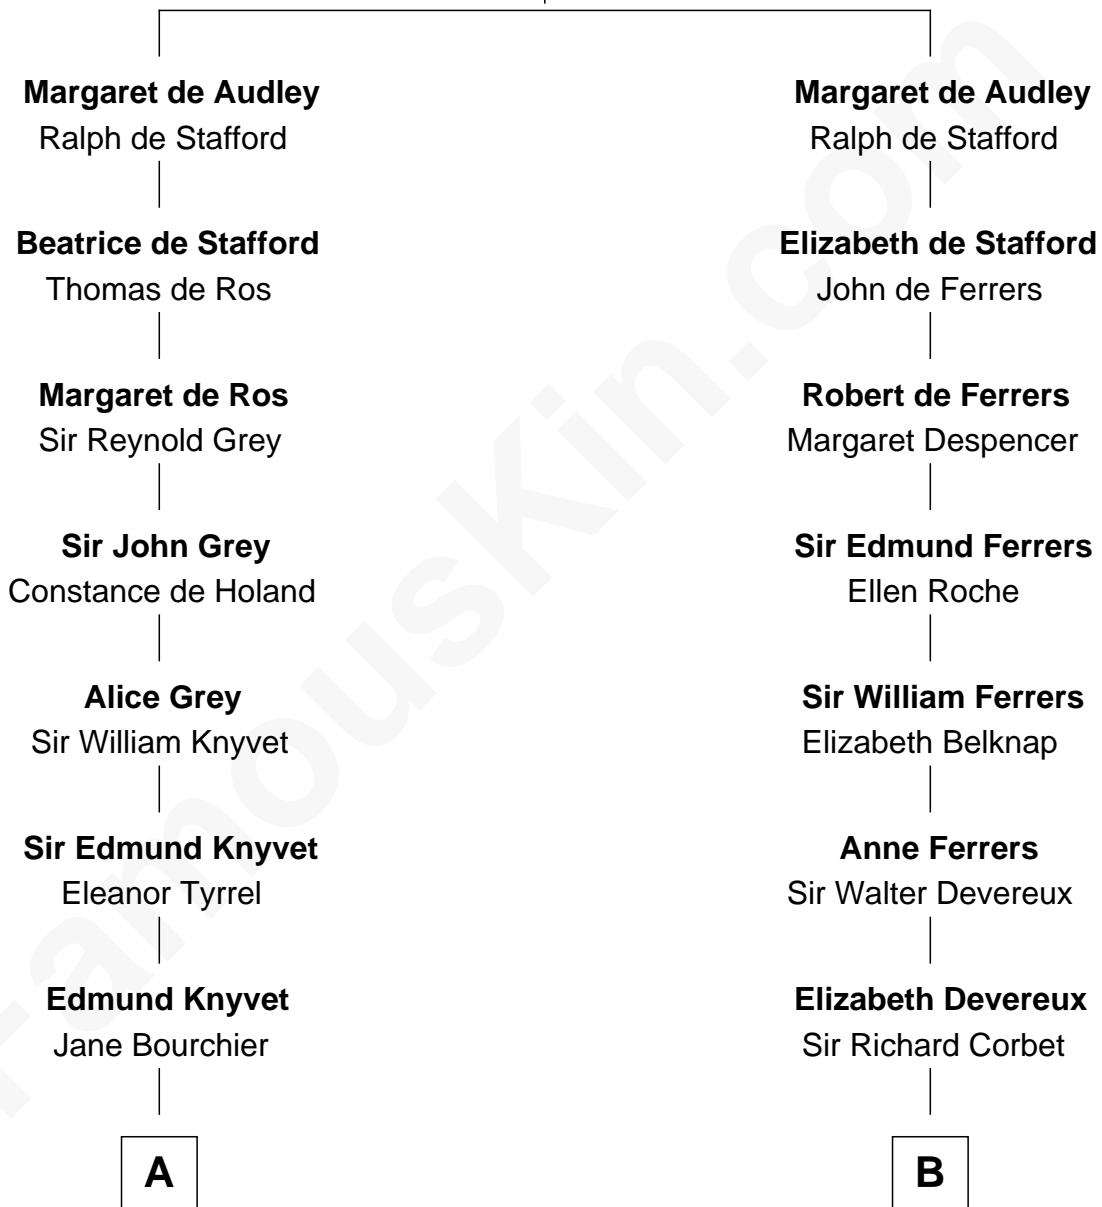 Margaret de Audley
Ralph de Stafford
Beatrice de Stafford
Thomas de Ros
Margaret de Ros
Sir Reynold Grey
Sir John Grey
Constance de Holand
Alice Grey
Sir William Knyvet
Sir Edmund Knyvet
Eleanor Tyrrel
Edmund Knyvet
Jane Bourchier
A
Margaret de Audley
Ralph de Stafford
Elizabeth de Stafford
John de Ferrers
Robert de Ferrers
Margaret Despencer
Sir Edmund Ferrers
Ellen Roche
Sir William Ferrers
Elizabeth Belknap
Anne Ferrers
Sir Walter Devereux
Elizabeth Devereux
Sir Richard Corbet
B
FamousKin.com